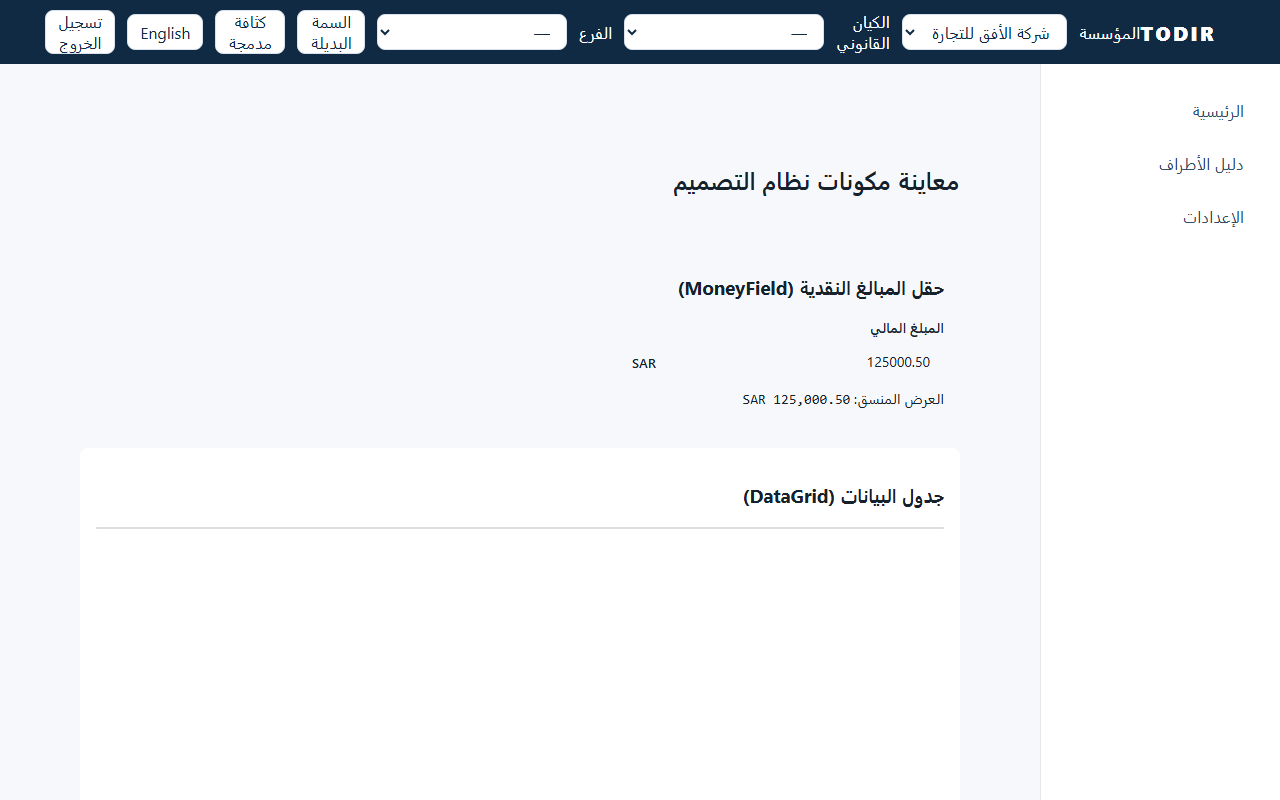 TODIR
المؤسسة
شركة الأفق للتجارة
الكيان القانوني
—
الفرع
—
السمة البديلة
كثافة مدمجة
English
تسجيل الخروج
الرئيسية
دليل الأطراف
الإعدادات
معاينة مكونات نظام التصميم
حقل المبالغ النقدية (MoneyField)
المبلغ المالي
125000.50 SAR
العرض المنسق: 125,000.50 SAR
جدول البيانات (DataGrid)